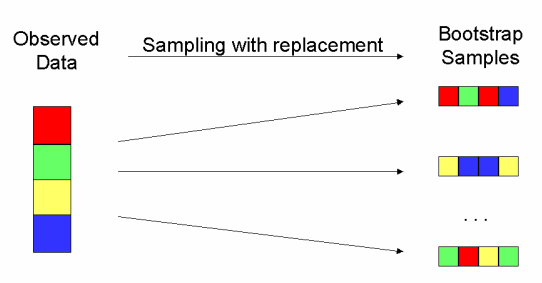 Observed
Data
Sampling with replacement
Bootstrap
Samples
. . .